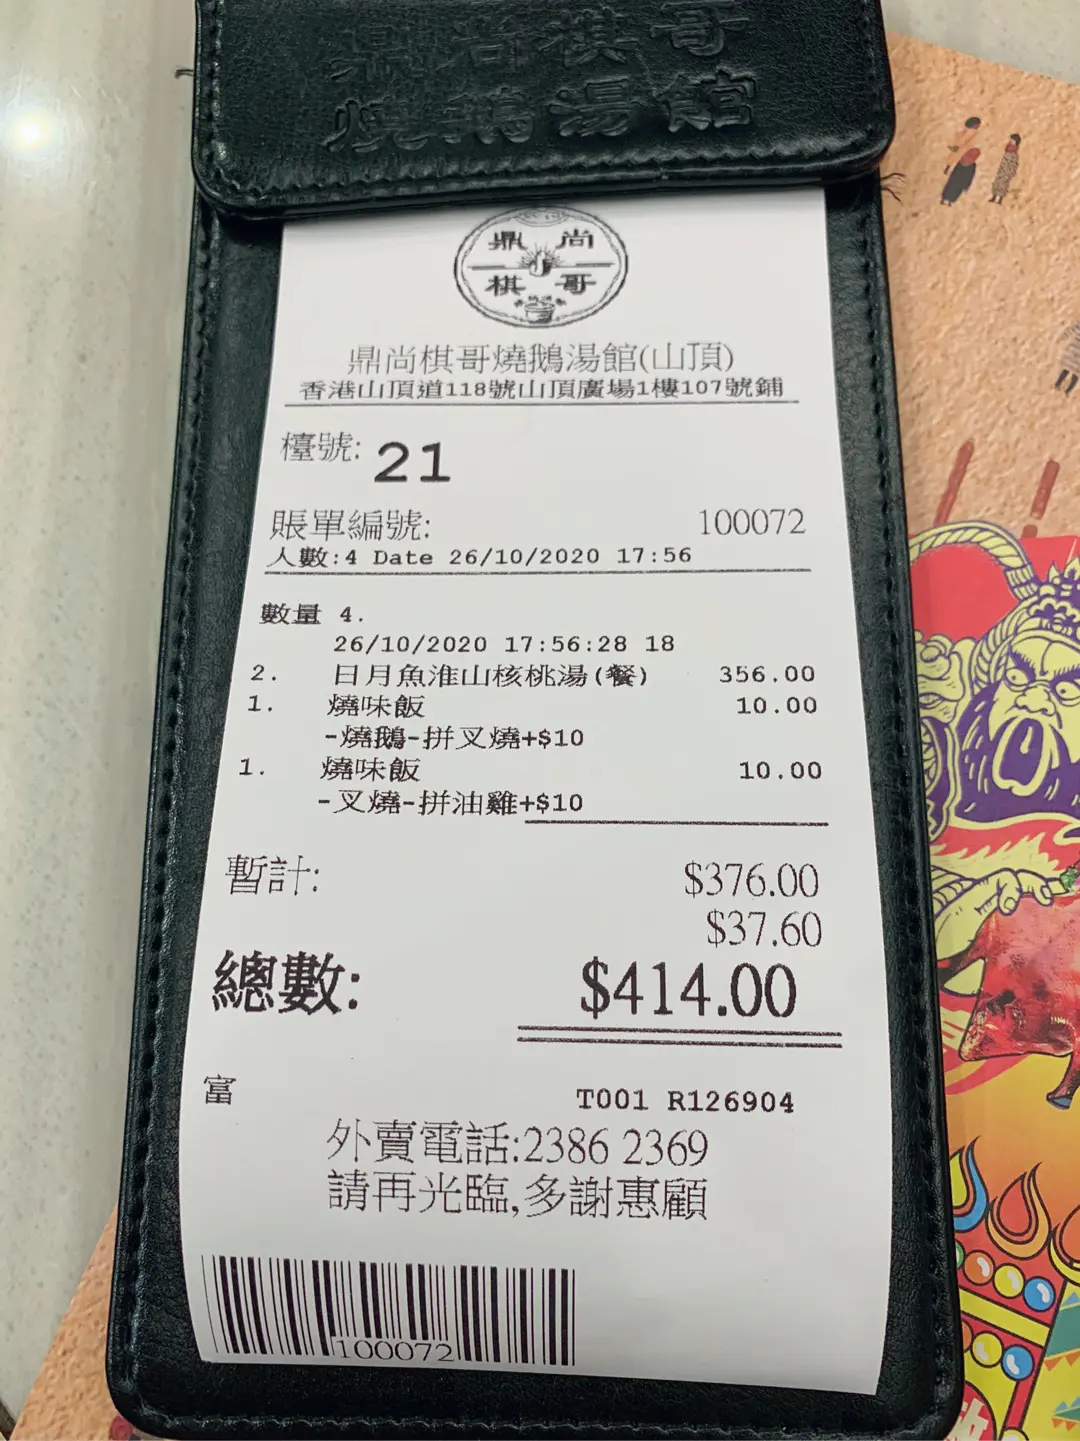 鼎尚棋哥
燒鵝湯館
鼎尚
棋哥
鼎尚棋哥燒鵝湯館(山頂)
香港山頂道118號山頂廣場1樓107號鋪
檯號: 21
賬單編號: 100072
人數:4 Date 26/10/2020 17:56
數量 4.
26/10/2020 17:56:28 18
2. 日月魚淮山核桃湯(餐) 356.00
1. 燒味飯 10.00
-燒鵝-拼叉燒+$10
1. 燒味飯 10.00
-叉燒-拼油雞+$10
暫計: $376.00
$37.60
總數: $414.00
富 T001 R126904
外賣電話:2386 2369
請再光臨,多謝惠顧
100072